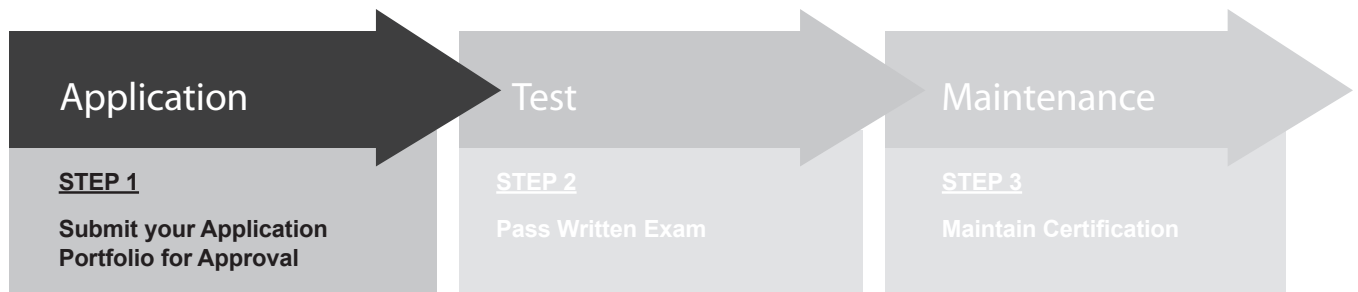 Application
STEP 1
Submit your Application
Portfolio for Approval
Test
STEP 2
Pass Written Exam
Maintenance
STEP 3
Maintain Certification